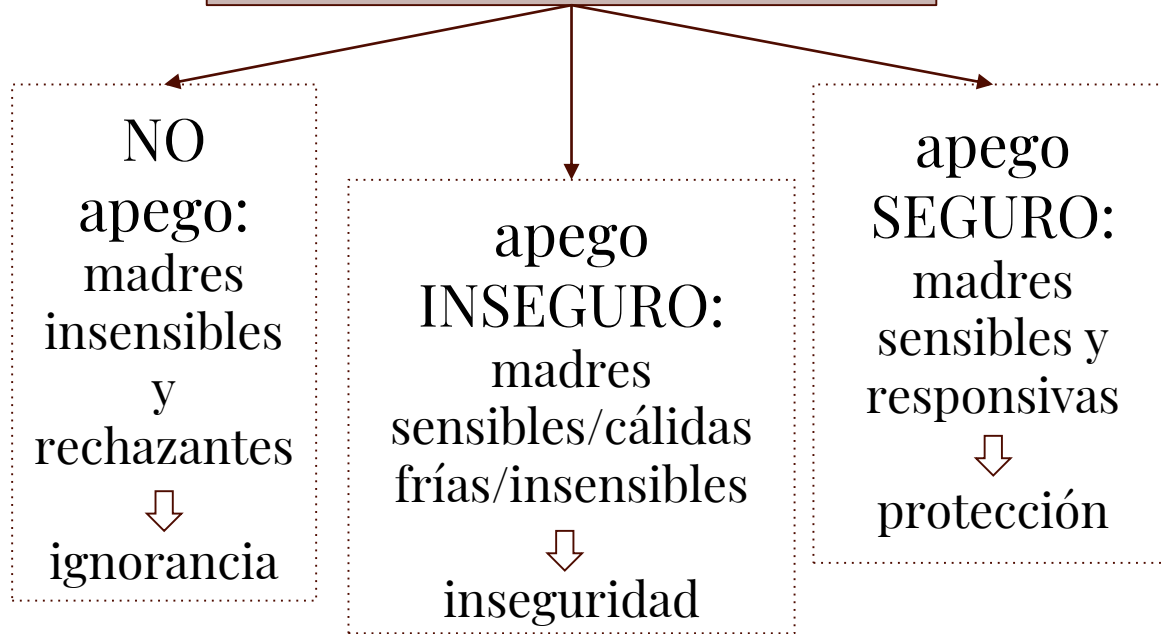 NO
apego:
madres
insensibles
y
rechazantes
ignorancia
apego
INSEGURO:
madres
sensibles/cálidas
frías/insensibles
inseguridad
apego
SEGURO:
madres
sensibles y
responsivas
protección